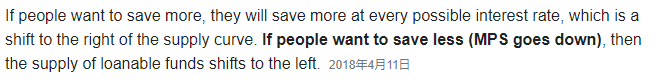 If people want to save more, they will save more at every possible interest rate, which is a
shift to the right of the supply curve. If people want to save less (MPS goes down), then
the supply of loanable funds shifts to the left. 2018年4月11日